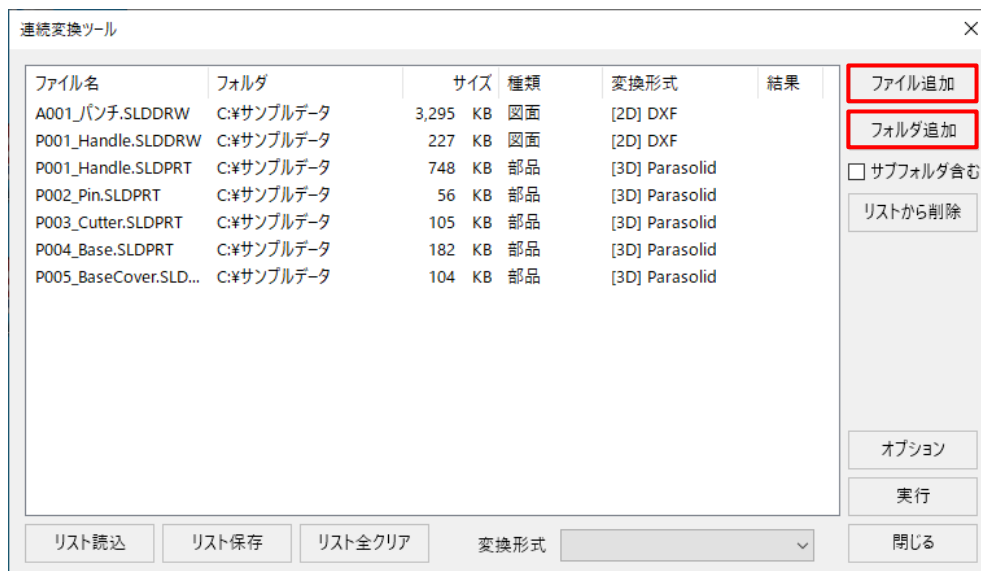 連続変換ツール
ファイル名 フォルダ サイズ 種類 変換形式 結果
A001_パンチ.SLDDRW C:¥サンプルデータ 3,295 KB 図面 [2D] DXF
P001_Handle.SLDDRW C:¥サンプルデータ 227 KB 図面 [2D] DXF
P001_Handle.SLDPRT C:¥サンプルデータ 748 KB 部品 [3D] Parasolid
P002_Pin.SLDPRT C:¥サンプルデータ 56 KB 部品 [3D] Parasolid
P003_Cutter.SLDPRT C:¥サンプルデータ 105 KB 部品 [3D] Parasolid
P004_Base.SLDPRT C:¥サンプルデータ 182 KB 部品 [3D] Parasolid
P005_BaseCover.SLD... C:¥サンプルデータ 104 KB 部品 [3D] Parasolid
ファイル追加
フォルダ追加
サブフォルダ含む
リストから削除
オプション
実行
リスト読込 リスト保存 リスト全クリア 変換形式 閉じる